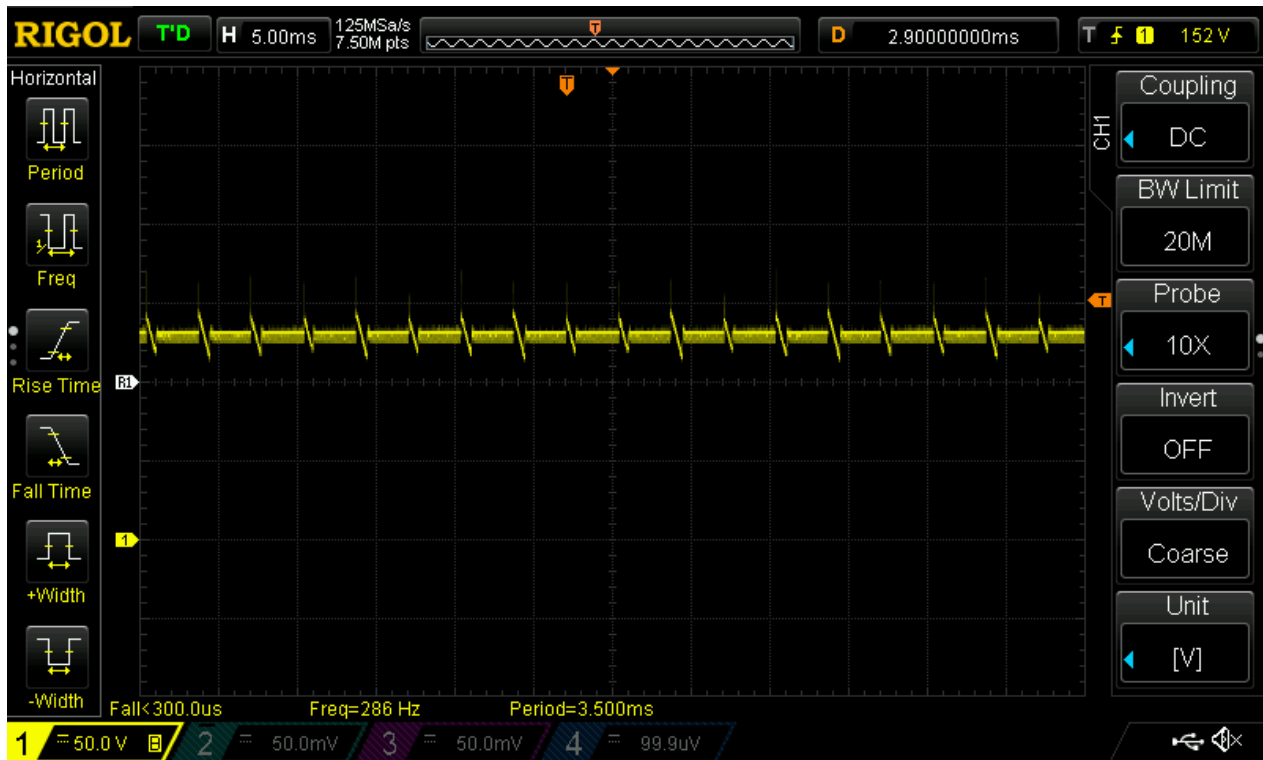 RIGOL T'D H 5.00ms 125MSa/s
7.50M pts
T
D 2.90000000ms T 1 152 V
Horizontal
Period
1/
Freq
Rise Time
Fall Time
+Width
-Width
T
T
R1
1
CH1
Coupling
DC
BW Limit
20M
Probe
10X
Invert
OFF
Volts/Div
Coarse
Unit
[V]
Fall<300.0us Freq=286 Hz Period=3.500ms
1 50.0 V B 2 50.0mV 3 50.0mV 4 99.9uV